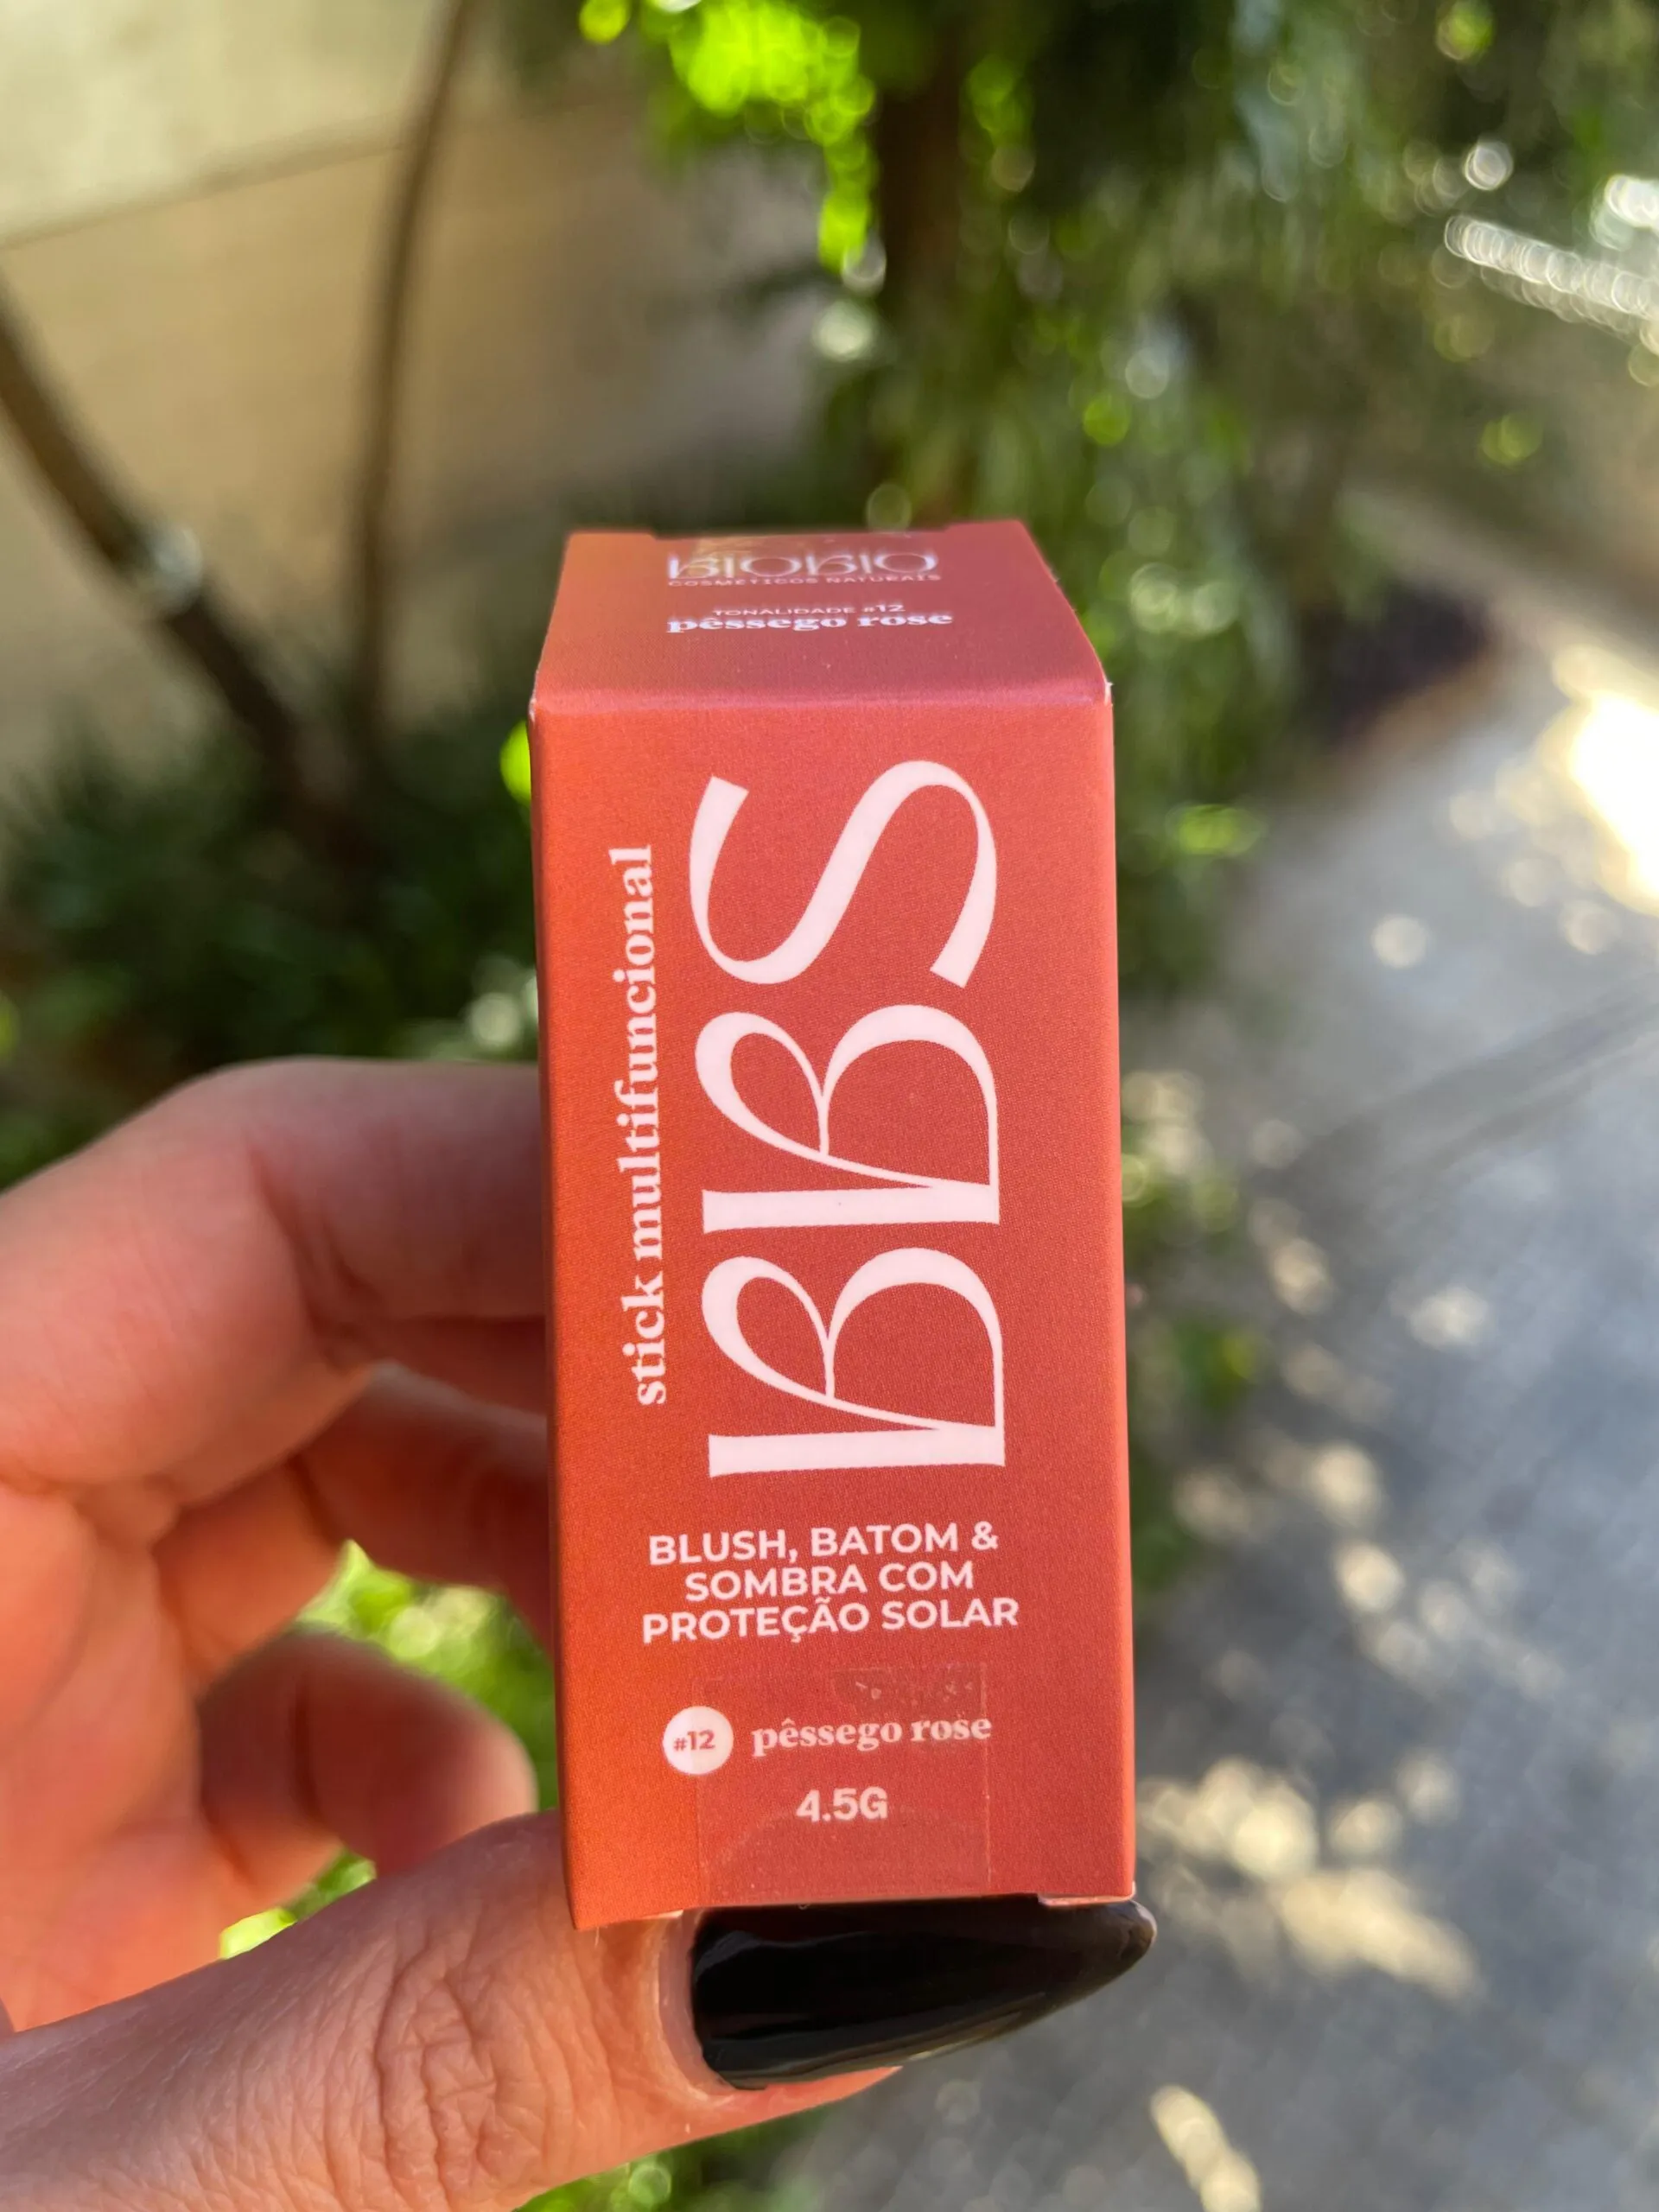 BIOBIO
COSMÉTICOS NATURAIS
TONALIDADE #12
pêssego rose
stick multifuncional
BBS
BLUSH, BATOM &
SOMBRA COM
PROTEÇÃO SOLAR
#12 pêssego rose
4.5G